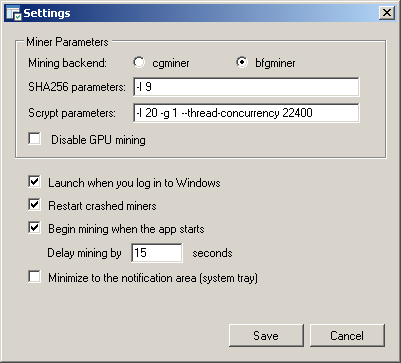 Settings
Miner Parameters
Mining backend: cgminer bfgminer
SHA256 parameters: -I 9
Scrypt parameters: -I 20 -g 1 --thread-concurrency 22400
Disable GPU mining
Launch when you log in to Windows
Restart crashed miners
Begin mining when the app starts
Delay mining by 15 seconds
Minimize to the notification area (system tray)
Save Cancel